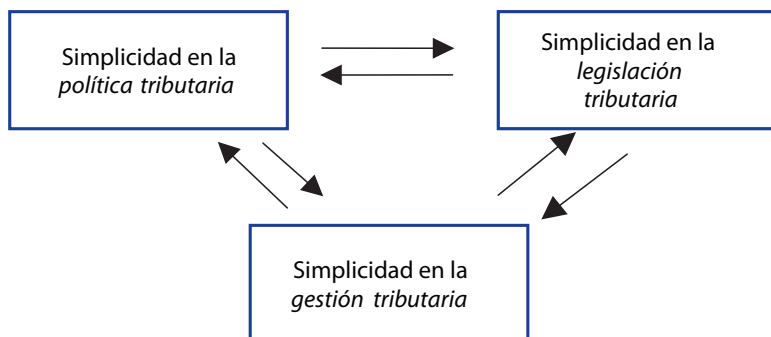 Simplicidad en la
política tributaria
Simplicidad en la
legislación
tributaria
Simplicidad en la
gestión tributaria